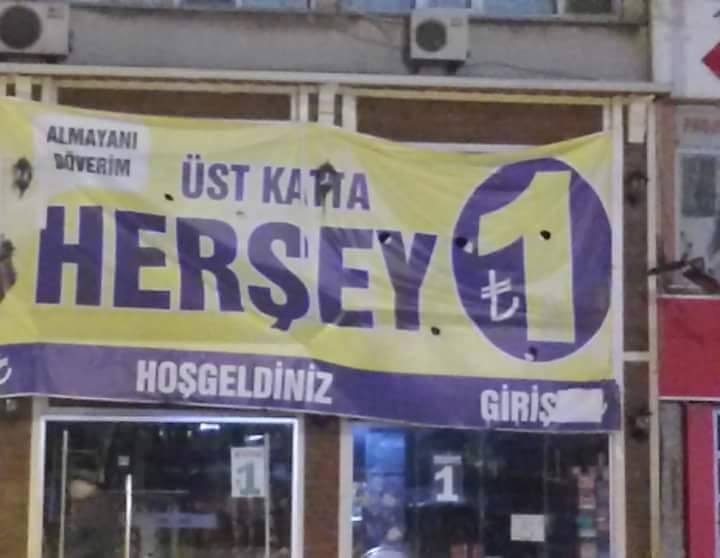 ALMAYANI
DÖVERİM
ÜST KATTA
HERŞEY 1
₺
HOŞGELDİNİZ
GİRİŞ
1
1